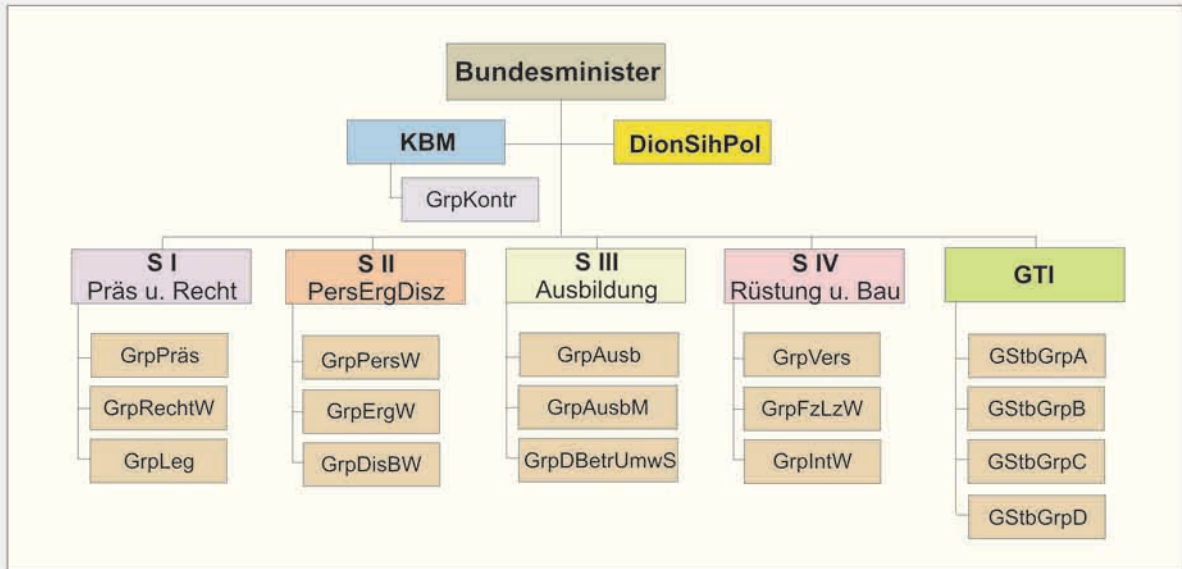 Bundesminister
KBM
DionSihPol
GrpKontr
S I
Präs u. Recht
S II
PersErgDisz
S III
Ausbildung
S IV
Rüstung u. Bau
GTI
GrpPräs
GrpRechtW
GrpLeg
GrpPersW
GrpErgW
GrpDisBW
GrpAusb
GrpAusbM
GrpDBetrUmwS
GrpVers
GrpFzLzW
GrpIntW
GStbGrpA
GStbGrpB
GStbGrpC
GStbGrpD